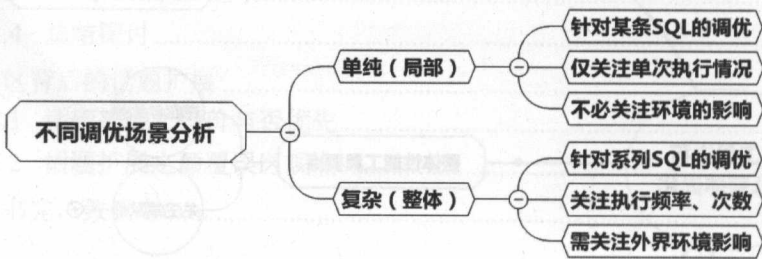 不同调优场景分析
单纯（局部）
针对某条SQL的调优
仅关注单次执行情况
不必关注环境的影响
复杂（整体）
针对系列SQL的调优
关注执行频率、次数
需关注外界环境影响